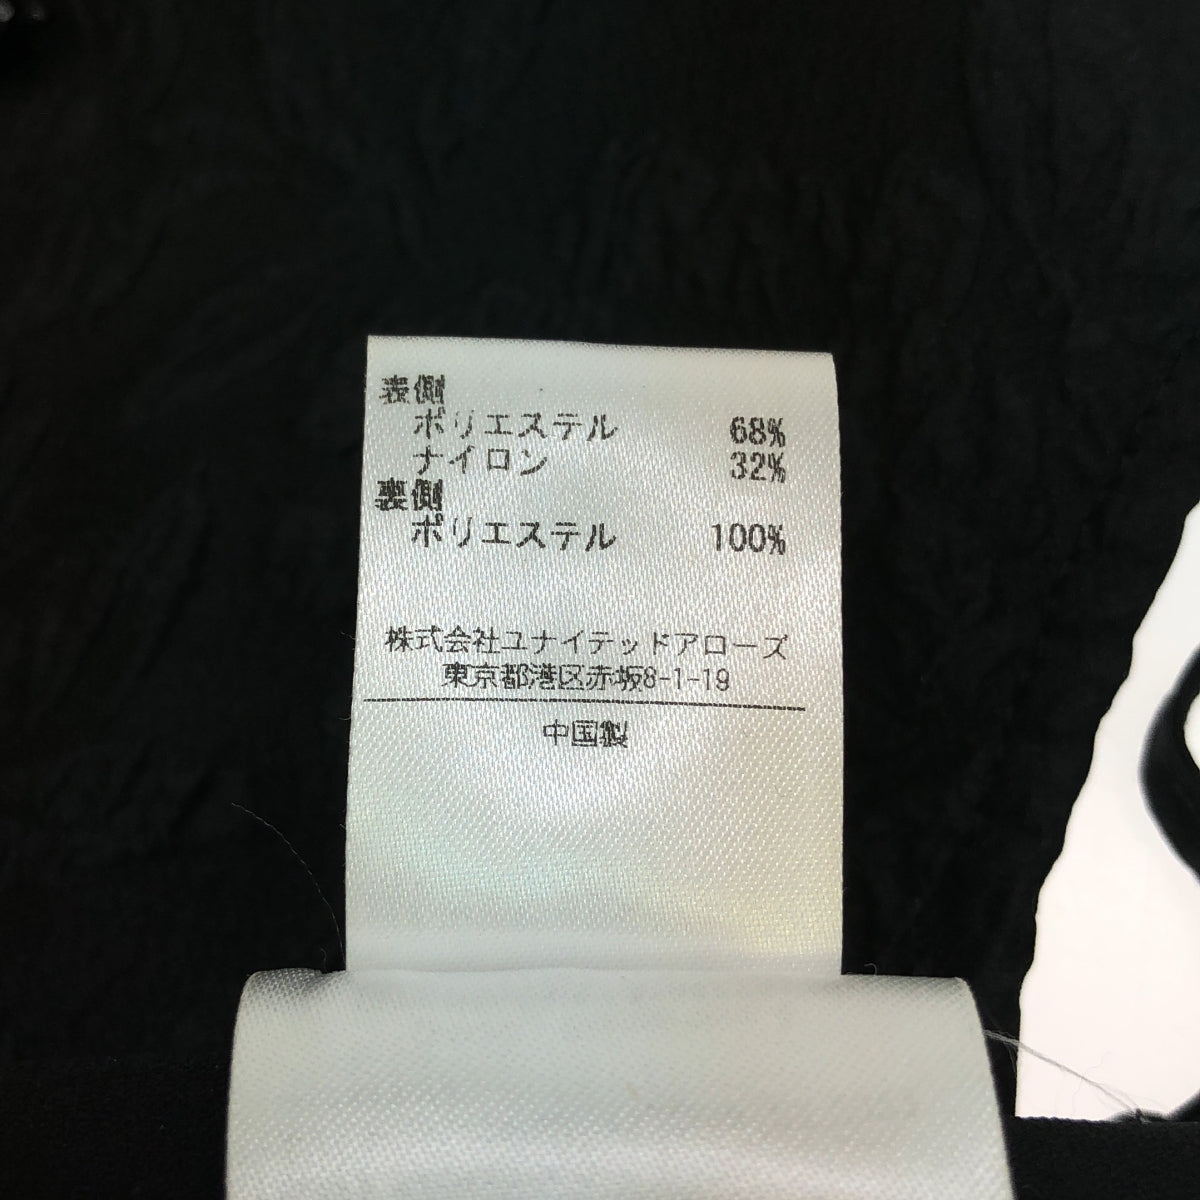 表側
ポリエステル 68%
ナイロン 32%
裏側
ポリエステル 100%
株式会社ユナイテッドアローズ
東京都港区赤坂8-1-19
中国製